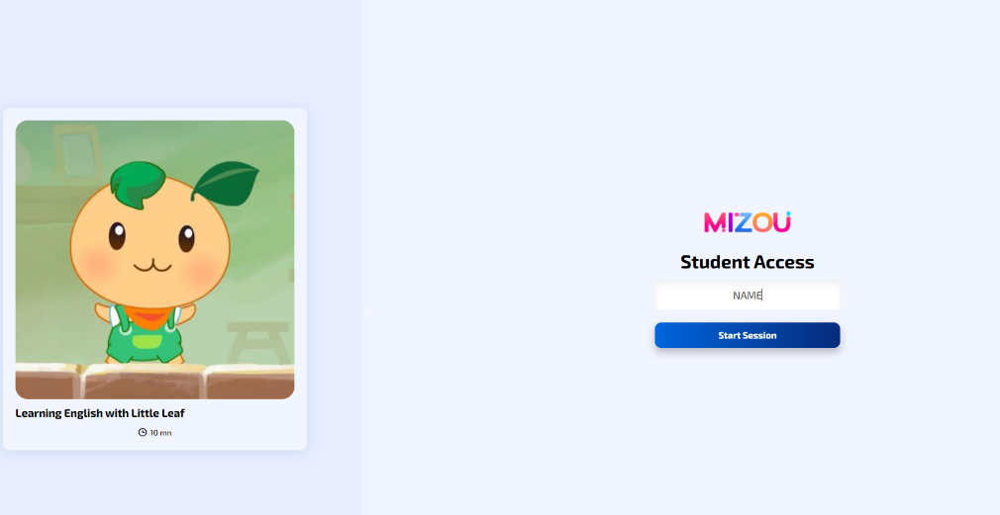 Learning English with Little Leaf
10 mn
MIZOU
Student Access
NAME
Start Session